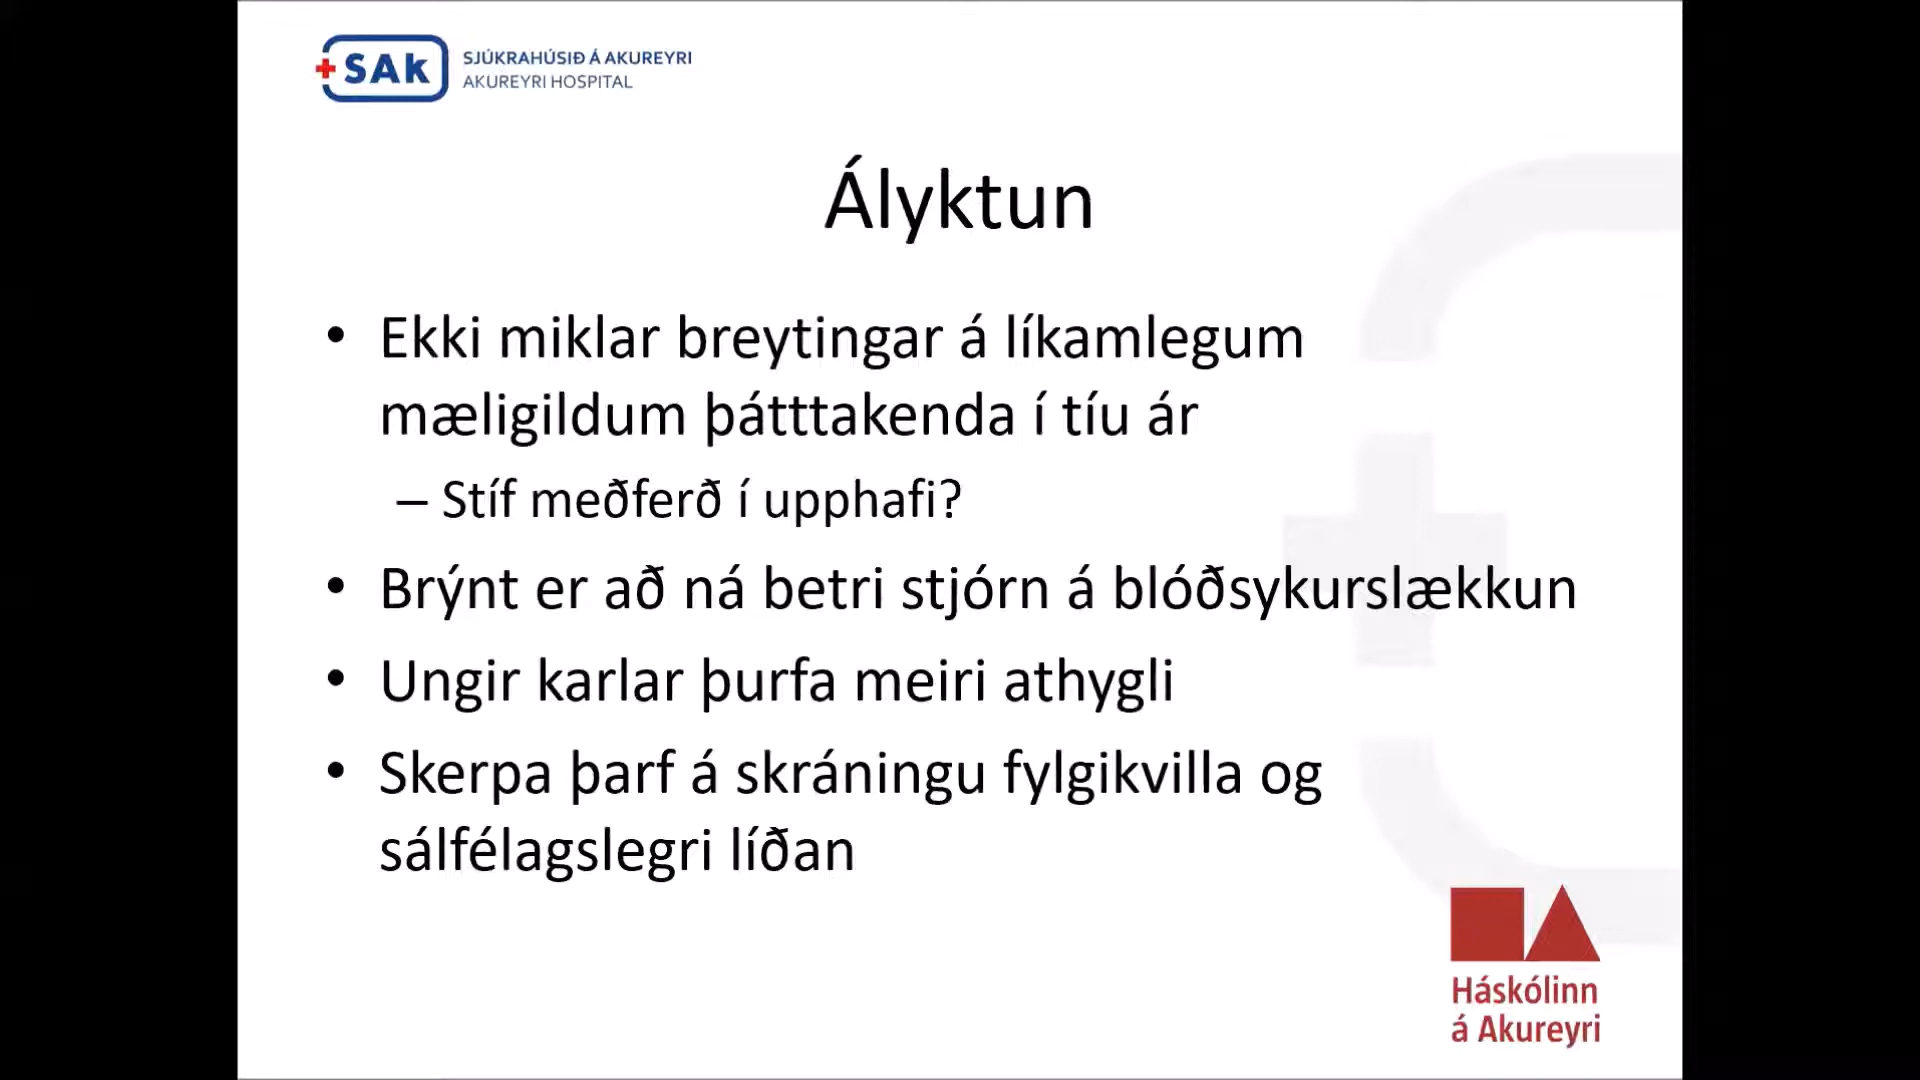 SAk
SJÚKRAHÚSIÐ Á AKUREYRI
AKUREYRI HOSPITAL
Ályktun
• Ekki miklar breytingar á líkamlegum
mæligildum þátttakenda í tíu ár
– Stíf meðferð í upphafi?
• Brýnt er að ná betri stjórn á blóðsykurslækkun
• Ungir karlar þurfa meiri athygli
• Skerpa þarf á skráningu fylgikvilla og
sálfélagslegri líðan
Háskólinn
á Akureyri